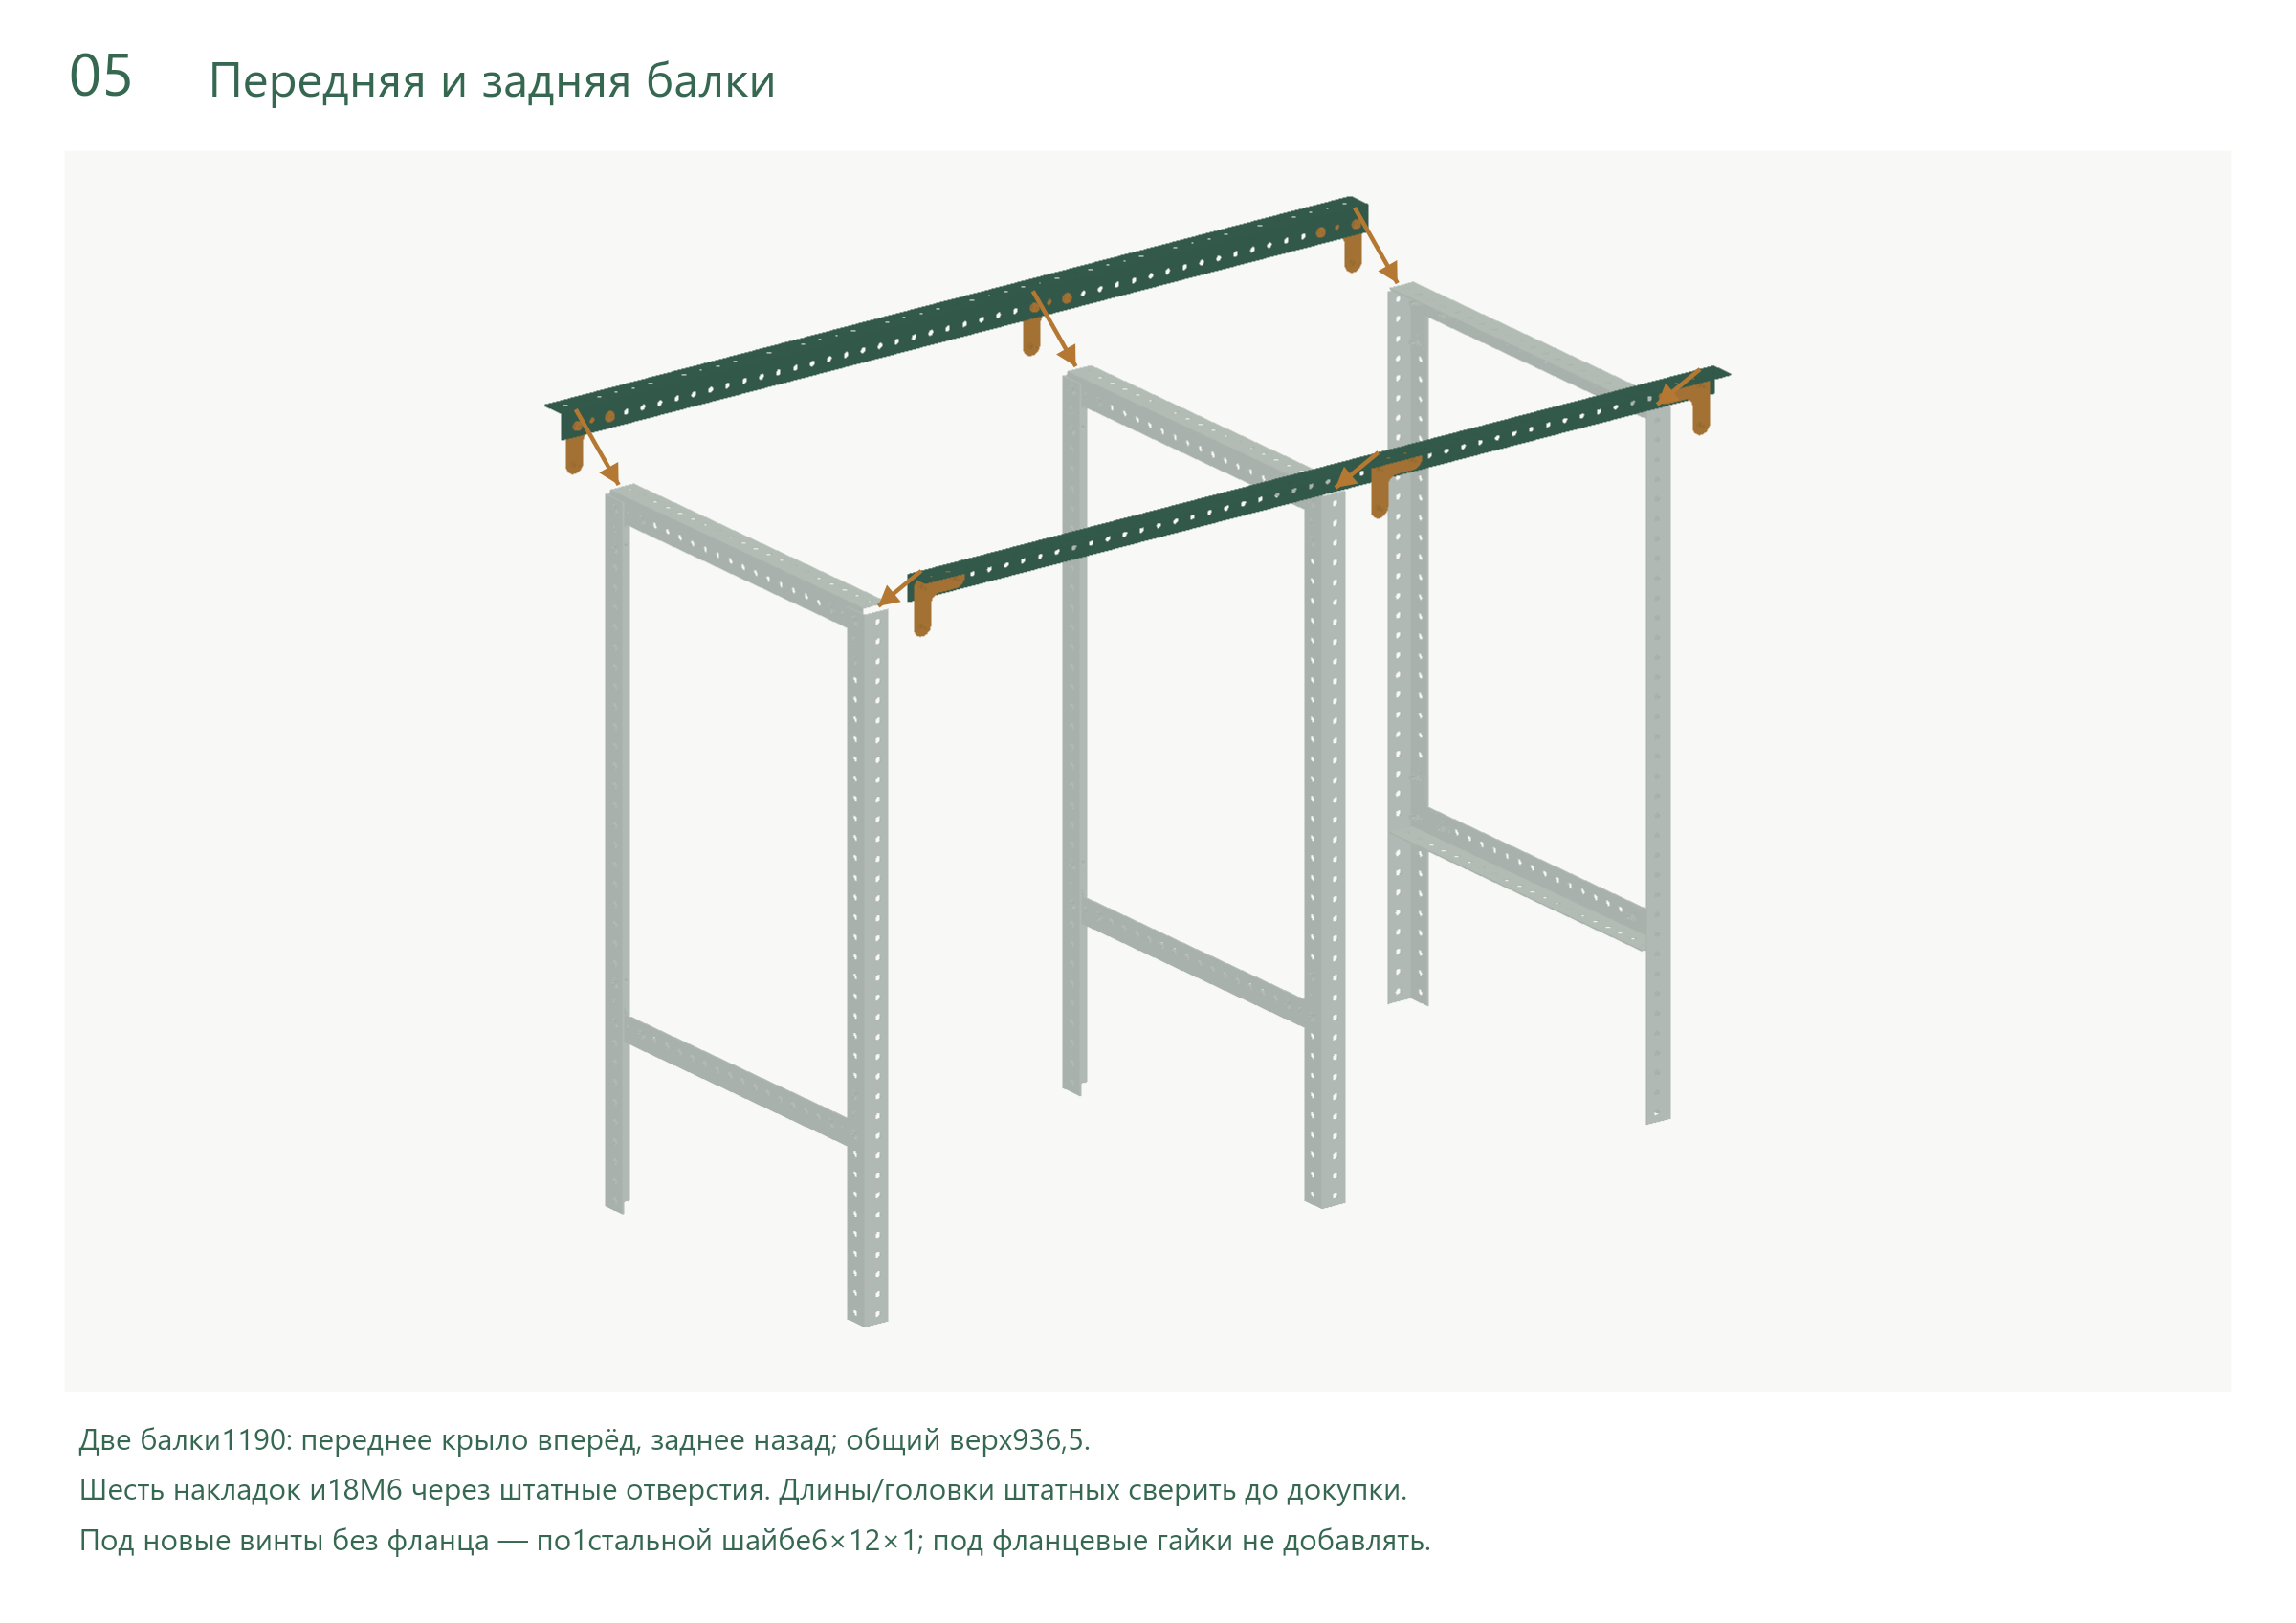 05 Передняя и задняя балки
Две балки1190: переднее крыло вперёд, заднее назад; общий верх936,5.
Шесть накладок и18М6 через штатные отверстия. Длины/головки штатных сверить до докупки.
Под новые винты без фланца — по1стальной шайбе6×12×1; под фланцевые гайки не добавлять.